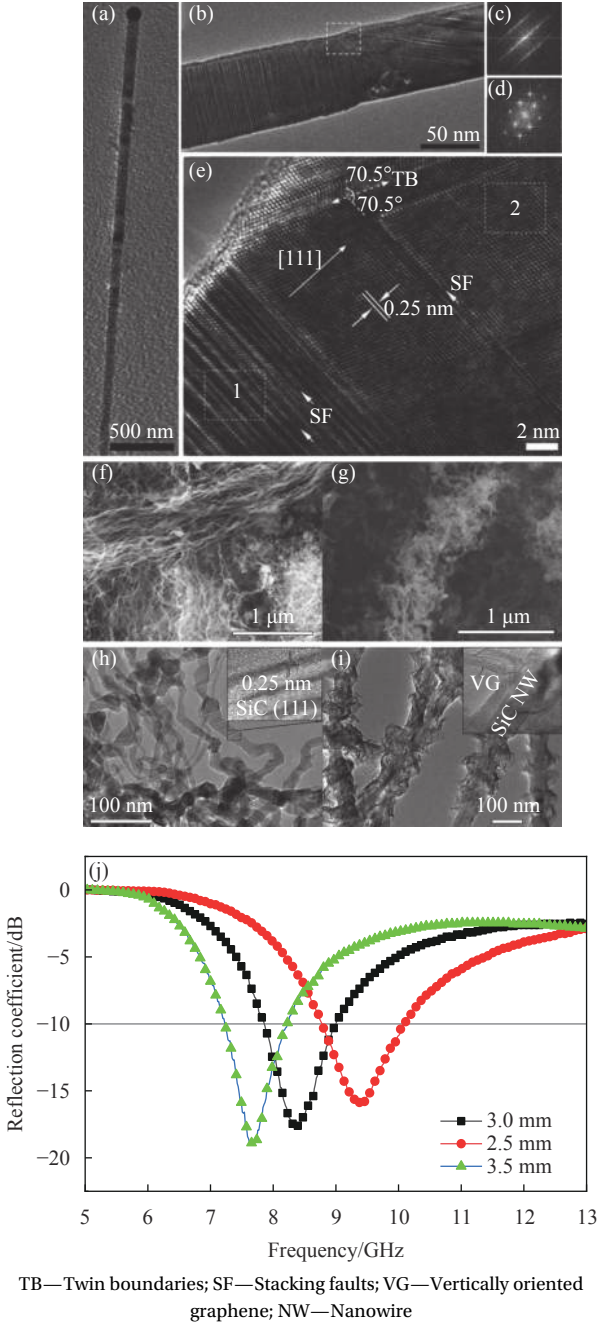 (a)
(b)
50 nm
(c)
(d)
500 nm
(e)
70.5°
TB
70.5°
2
[111]
SF
0.25 nm
1
SF
2 nm
(f)
1 μm
(g)
1 μm
(h)
0.25 nm
SiC (111)
100 nm
(i)
VG
SiC NW
100 nm
(j)
Reflection coefficient/dB
0
−5
−10
−15
−20
3.0 mm
2.5 mm
3.5 mm
5 6 7 8 9 10 11 12 13
Frequency/GHz
TB—Twin boundaries; SF—Stacking faults; VG—Vertically oriented
graphene; NW—Nanowire